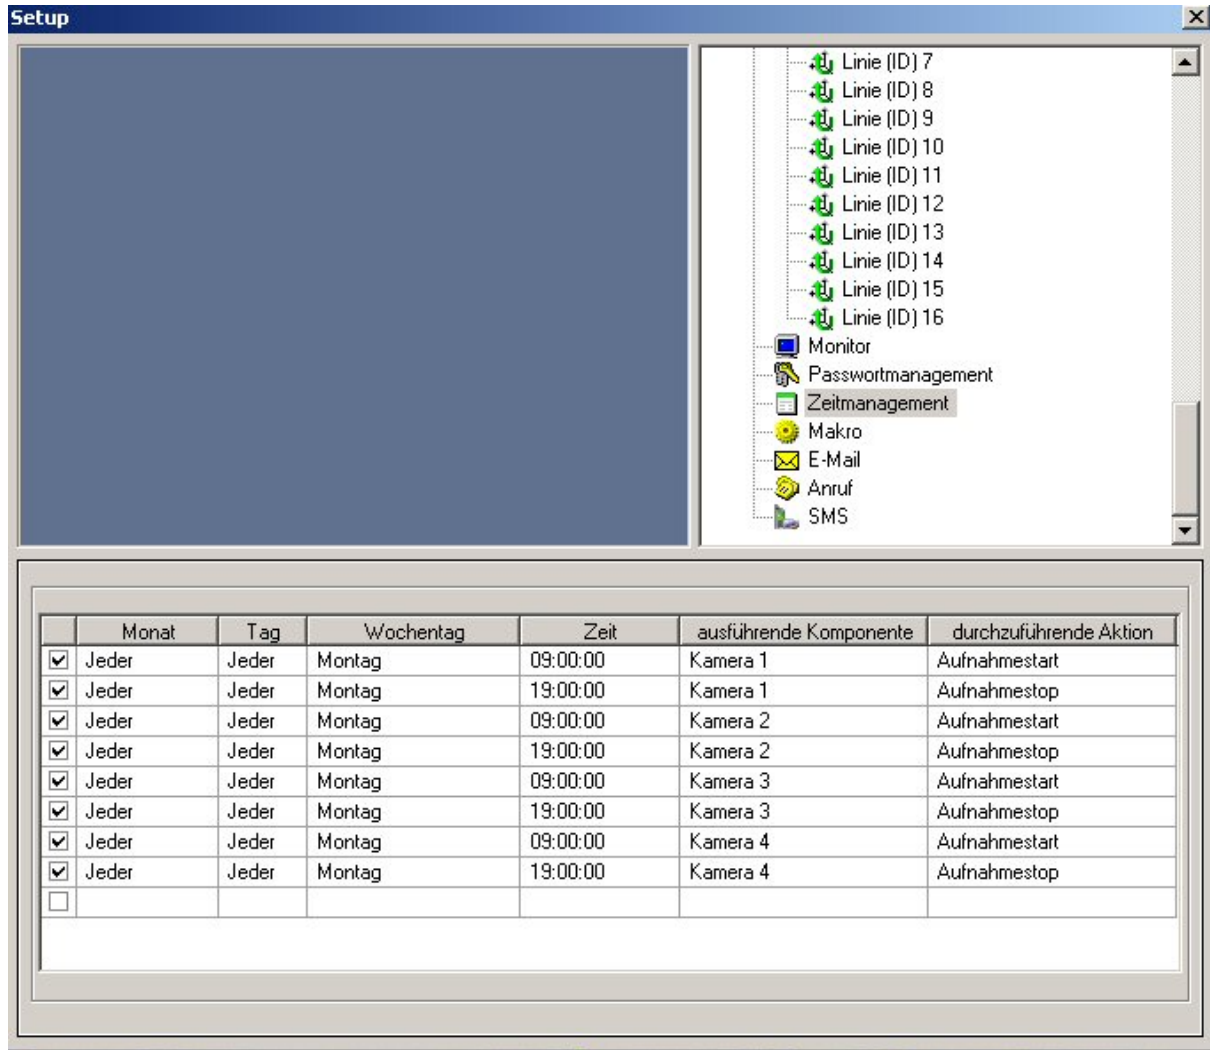 Setup
Linie (ID) 7
Linie (ID) 8
Linie (ID) 9
Linie (ID) 10
Linie (ID) 11
Linie (ID) 12
Linie (ID) 13
Linie (ID) 14
Linie (ID) 15
Linie (ID) 16
Monitor
Passwortmanagement
Zeitmanagement
Makro
E-Mail
Anruf
SMS
Monat Tag Wochentag Zeit ausführende Komponente durchzuführende Aktion
Jeder Jeder Montag 09:00:00 Kamera 1 Aufnahmestart
Jeder Jeder Montag 19:00:00 Kamera 1 Aufnahmestop
Jeder Jeder Montag 09:00:00 Kamera 2 Aufnahmestart
Jeder Jeder Montag 19:00:00 Kamera 2 Aufnahmestop
Jeder Jeder Montag 09:00:00 Kamera 3 Aufnahmestart
Jeder Jeder Montag 19:00:00 Kamera 3 Aufnahmestop
Jeder Jeder Montag 09:00:00 Kamera 4 Aufnahmestart
Jeder Jeder Montag 19:00:00 Kamera 4 Aufnahmestop